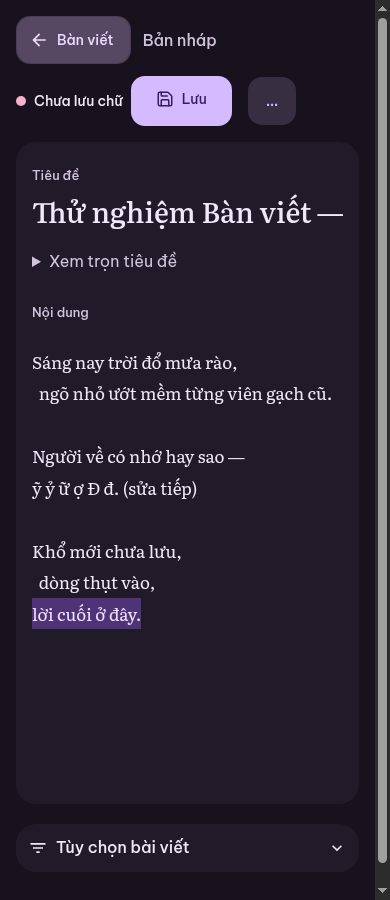 Bàn viết
Bản nháp
Chưa lưu chữ
Lưu
...
Tiêu đề
Thử nghiệm Bàn viết —
Xem trọn tiêu đề
Nội dung
Sáng nay trời đổ mưa rào,
ngõ nhỏ ướt mềm từng viên gạch cũ.
Người về có nhớ hay sao —
ỹ ỷ ữ ợ Đ đ. (sửa tiếp)
Khổ mới chưa lưu,
dòng thụt vào,
lời cuối ở đây.
Tùy chọn bài viết